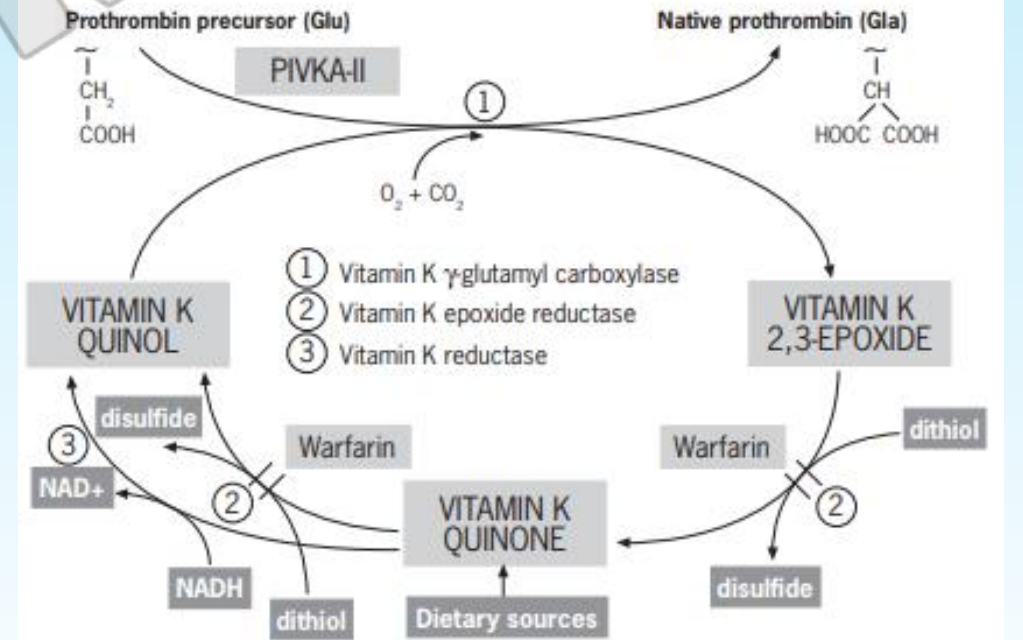 Prothrombin precursor (Glu)
Native prothrombin (Gla)
PIVKA-II
CH2
COOH
1
CH
HOOC COOH
O2 + CO2
1 Vitamin K γ-glutamyl carboxylase
2 Vitamin K epoxide reductase
3 Vitamin K reductase
VITAMIN K
QUINOL
VITAMIN K
2,3-EPOXIDE
disulfide
3
NAD+
Warfarin
2
Warfarin
dithiol
2
VITAMIN K
QUINONE
NADH
dithiol
Dietary sources
disulfide